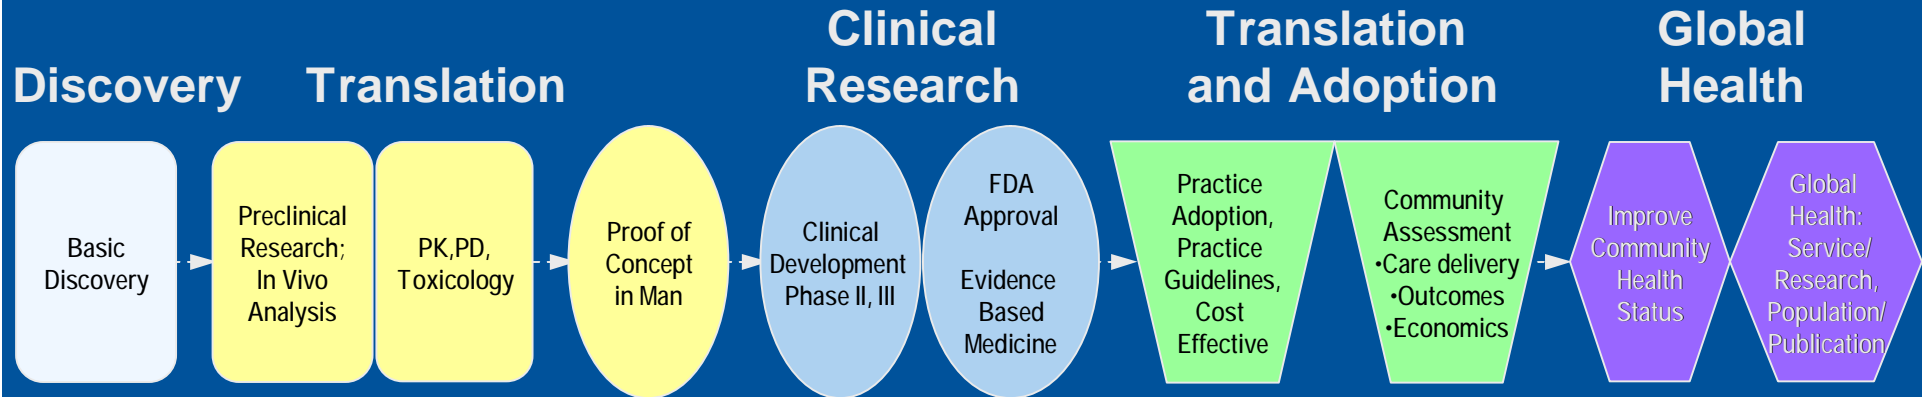 Discovery
Translation
Clinical
Research
Translation
and Adoption
Global
Health
Basic
Discovery
Preclinical
Research;
In Vivo
Analysis
PK,PD,
Toxicology
Proof of
Concept
in Man
Clinical
Development
Phase II, III
FDA
Approval
Evidence
Based
Medicine
Practice
Adoption,
Practice
Guidelines,
Cost
Effective
Community
Assessment
•Care delivery
•Outcomes
•Economics
Improve
Community
Health
Status
Global
Health:
Service/
Research,
Population/
Publication